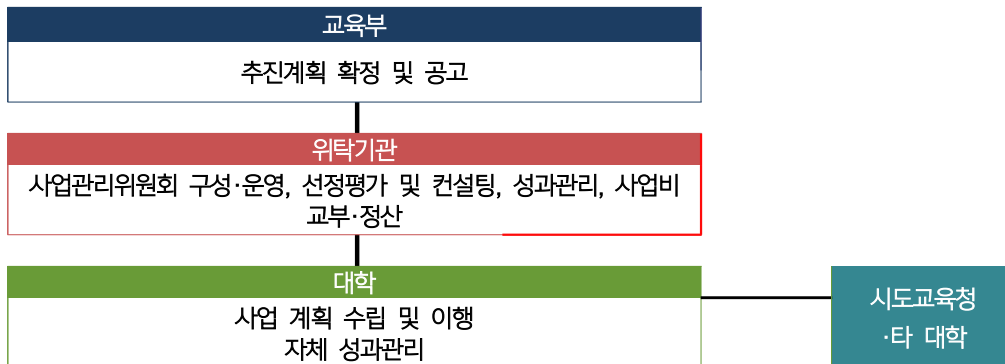 교육부
추진계획 확정 및 공고
위탁기관
사업관리위원회 구성·운영, 선정평가 및 컨설팅, 성과관리, 사업비
교부·정산
대학
사업 계획 수립 및 이행
자체 성과관리
시도교육청
·타 대학